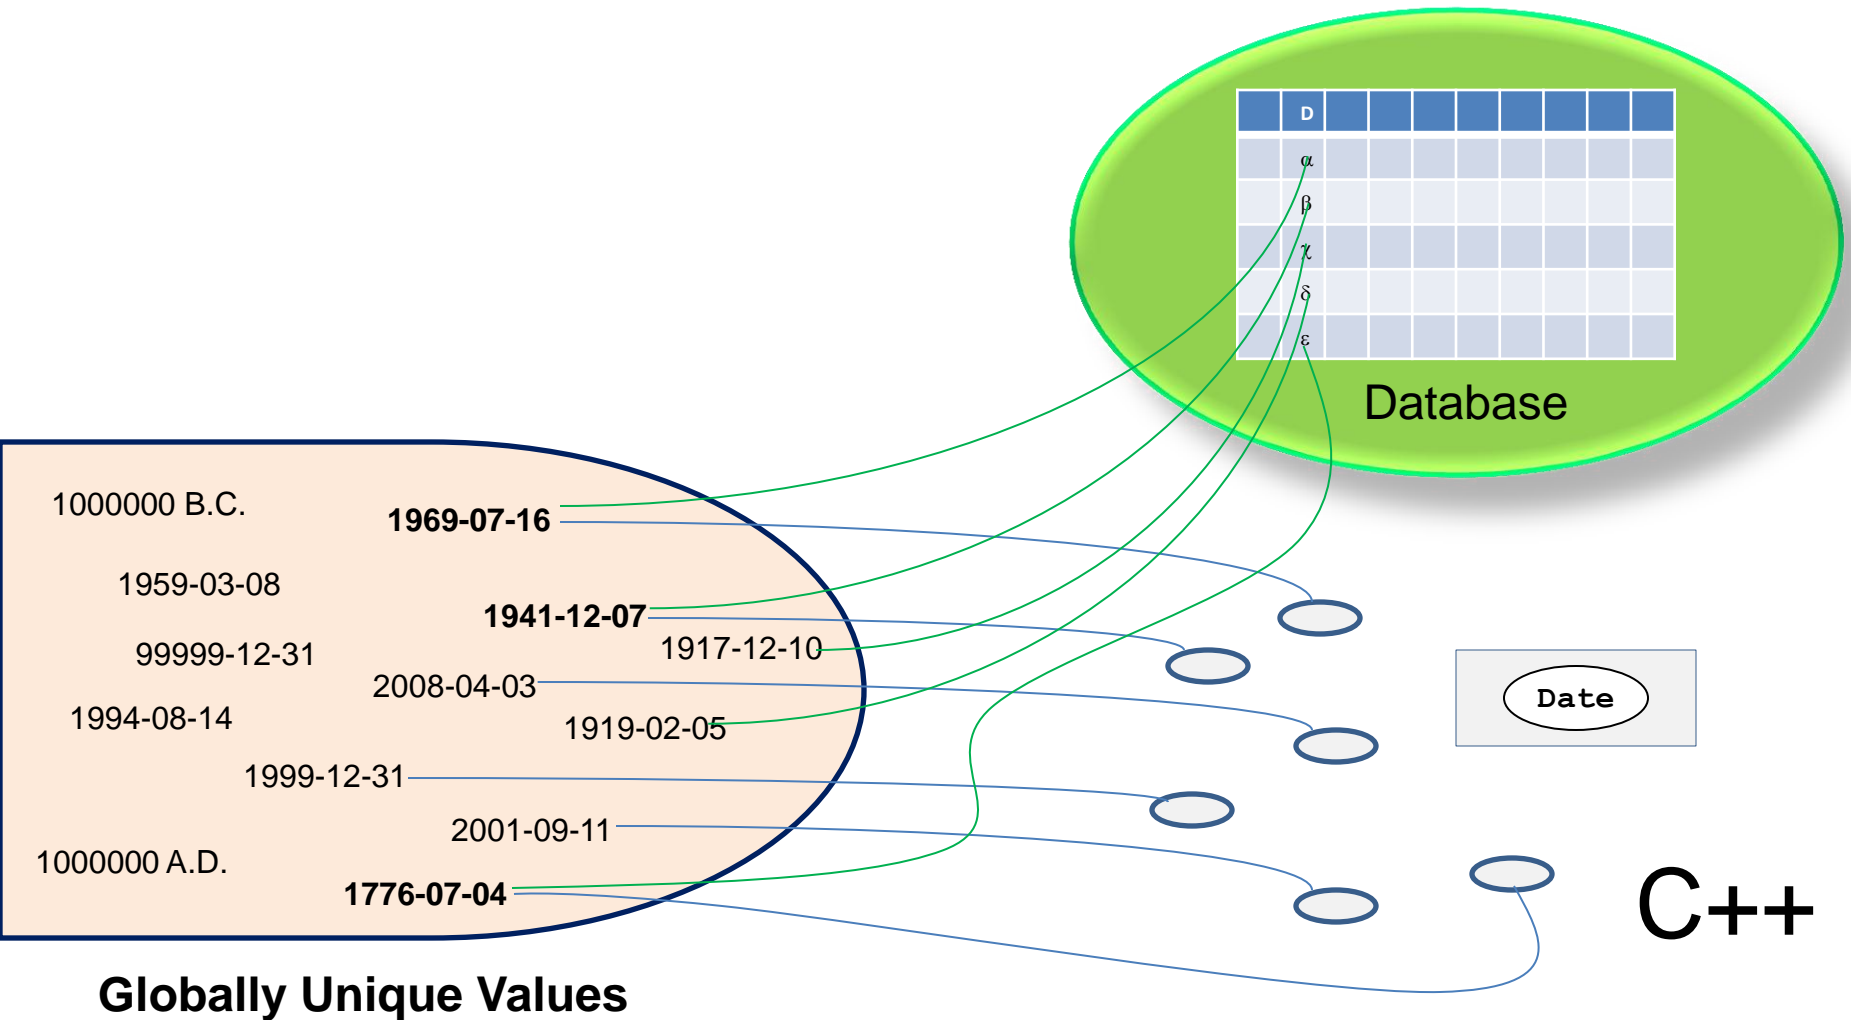 D
α
β
χ
δ
ε
Database
1000000 B.C.
1969-07-16
1959-03-08
1941-12-07
1917-12-10
99999-12-31
2008-04-03
1994-08-14
1919-02-05
1999-12-31
2001-09-11
1000000 A.D.
1776-07-04
Date
C++
Globally Unique Values